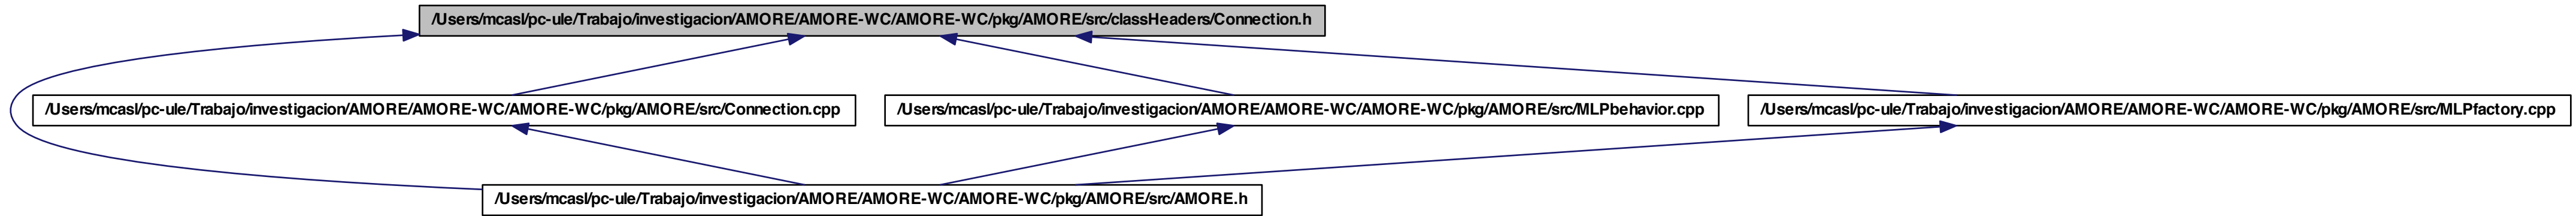 /Users/mcasl/pc-ule/Trabajo/investigacion/AMORE/AMORE-WC/AMORE-WC/pkg/AMORE/src/classHeaders/Connection.h
/Users/mcasl/pc-ule/Trabajo/investigacion/AMORE/AMORE-WC/AMORE-WC/pkg/AMORE/src/Connection.cpp
/Users/mcasl/pc-ule/Trabajo/investigacion/AMORE/AMORE-WC/AMORE-WC/pkg/AMORE/src/MLPbehavior.cpp
/Users/mcasl/pc-ule/Trabajo/investigacion/AMORE/AMORE-WC/AMORE-WC/pkg/AMORE/src/MLPfactory.cpp
/Users/mcasl/pc-ule/Trabajo/investigacion/AMORE/AMORE-WC/AMORE-WC/pkg/AMORE/src/AMORE.h